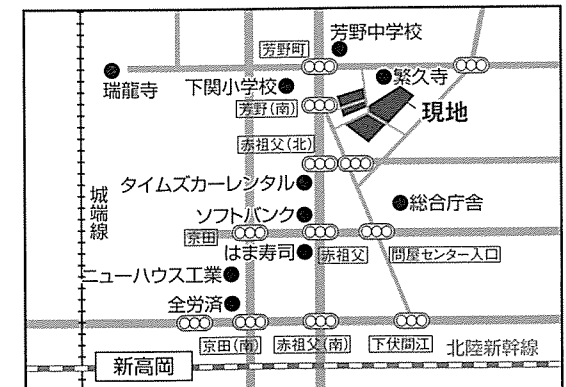 芳野中学校
芳野町
瑞龍寺
下関小学校
繁久寺
芳野(南)
現地
赤祖父(北)
タイムズカーレンタル
城端線
総合庁舎
ソフトバンク
京田
はま寿司
赤祖父
問屋センター入口
ニューハウス工業
全労済
京田(南)
赤祖父(南)
下伏間江
北陸新幹線
新高岡